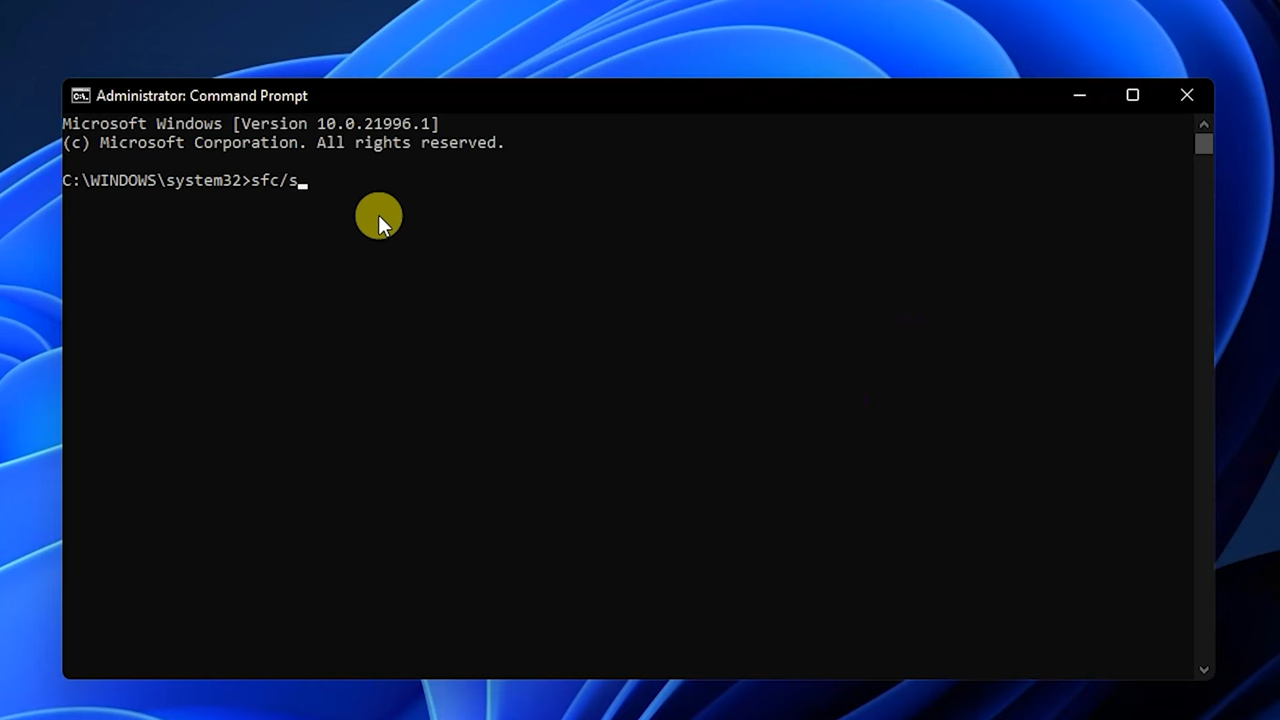 Administrator: Command Prompt
Microsoft Windows [Version 10.0.21996.1]
(c) Microsoft Corporation. All rights reserved.
C:\WINDOWS\system32>sfc/s